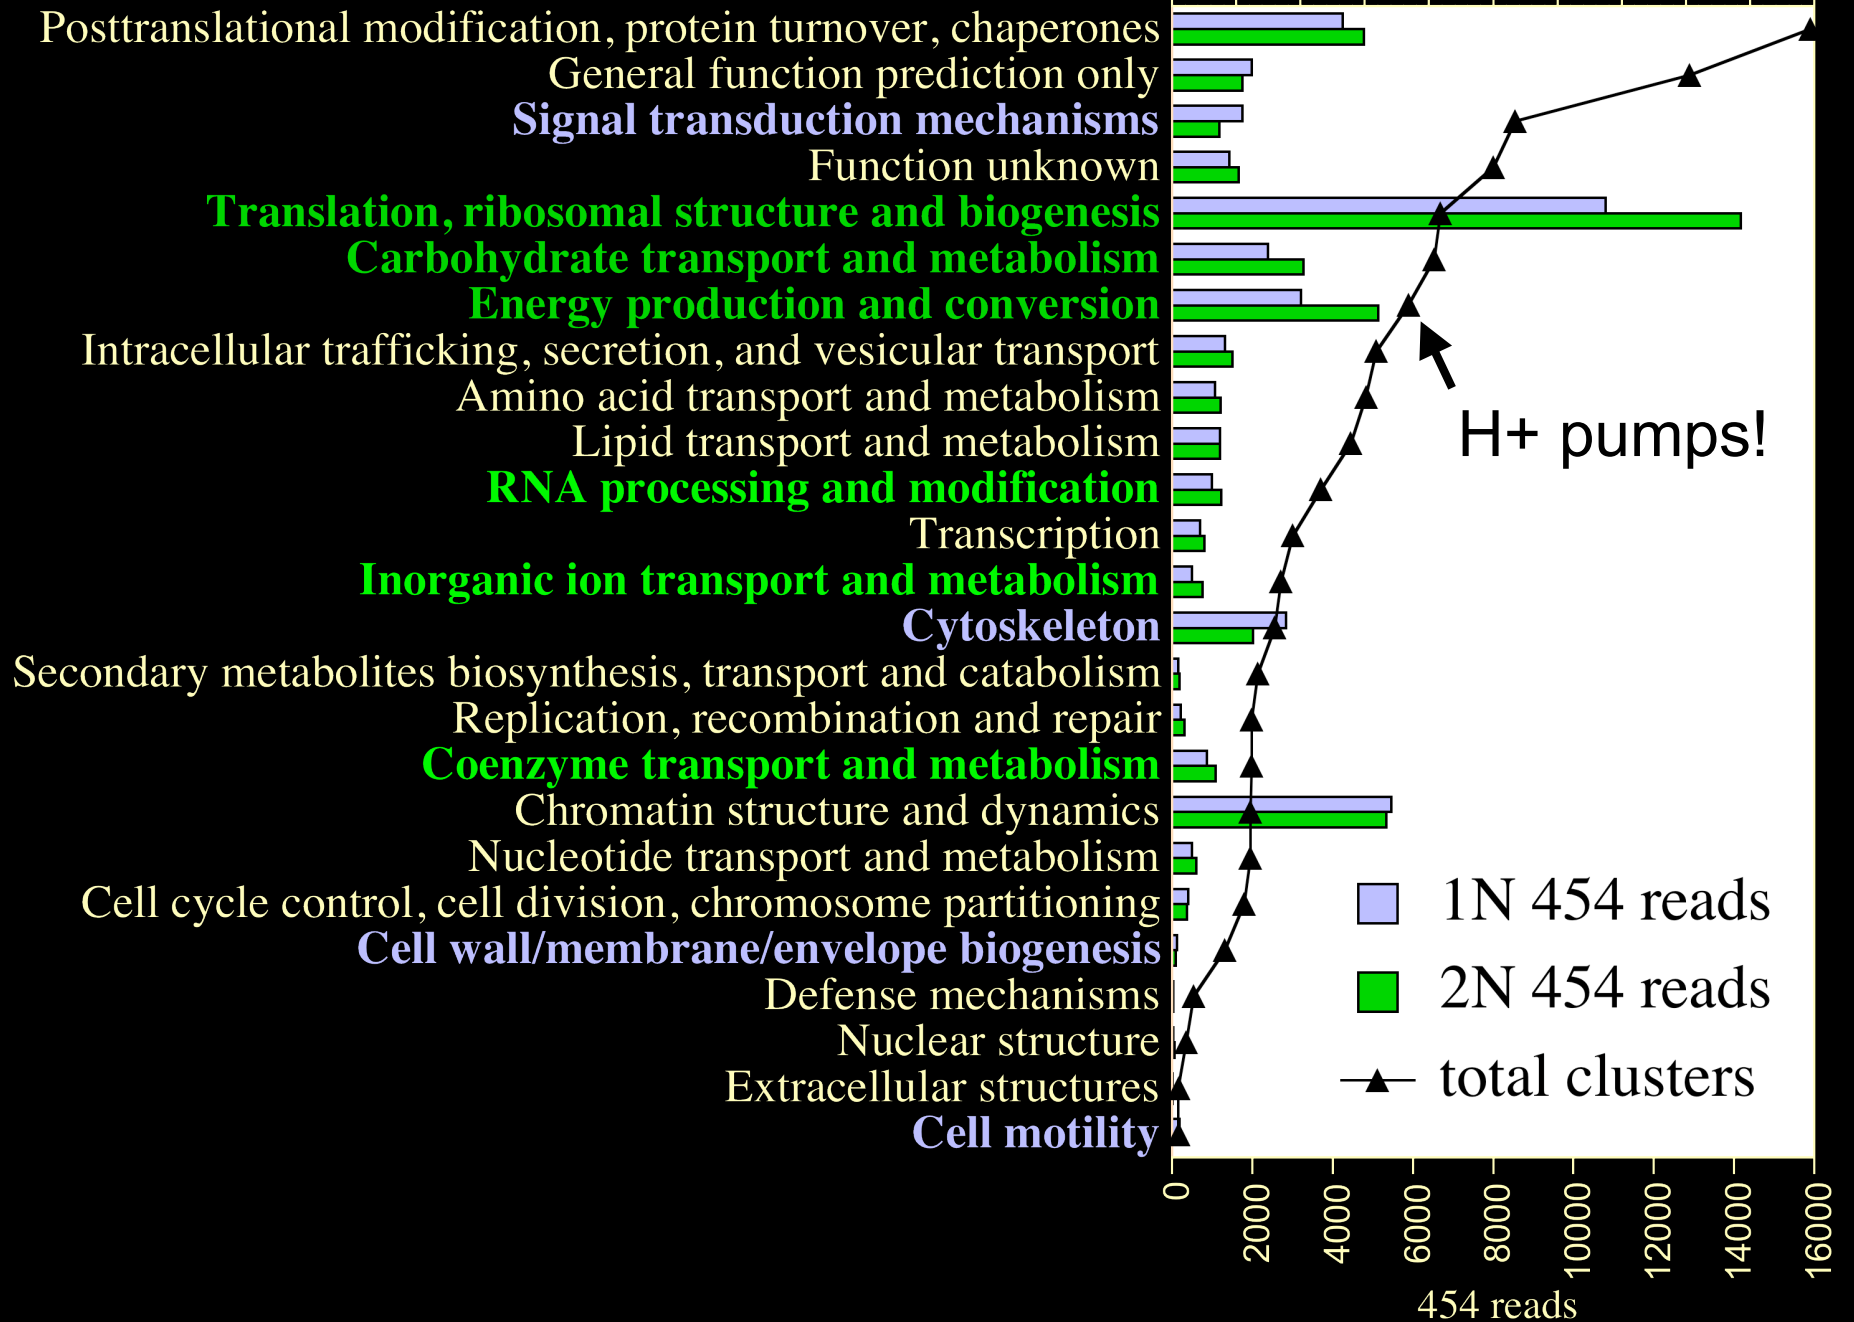 Posttranslational modification, protein turnover, chaperones
General function prediction only
Signal transduction mechanisms
Function unknown
Translation, ribosomal structure and biogenesis
Carbohydrate transport and metabolism
Energy production and conversion
Intracellular trafficking, secretion, and vesicular transport
Amino acid transport and metabolism
H+ pumps!
Lipid transport and metabolism
RNA processing and modification
Transcription
Inorganic ion transport and metabolism
Cytoskeleton
Secondary metabolites biosynthesis, transport and catabolism
Replication, recombination and repair
Coenzyme transport and metabolism
Chromatin structure and dynamics
Nucleotide transport and metabolism
Cell cycle control, cell division, chromosome partitioning
Cell wall/membrane/envelope biogenesis
Defense mechanisms
Nuclear structure
Extracellular structures
Cell motility
1N 454 reads
2N 454 reads
total clusters
0
2000
4000
6000
8000
10000
12000
14000
16000
454 reads